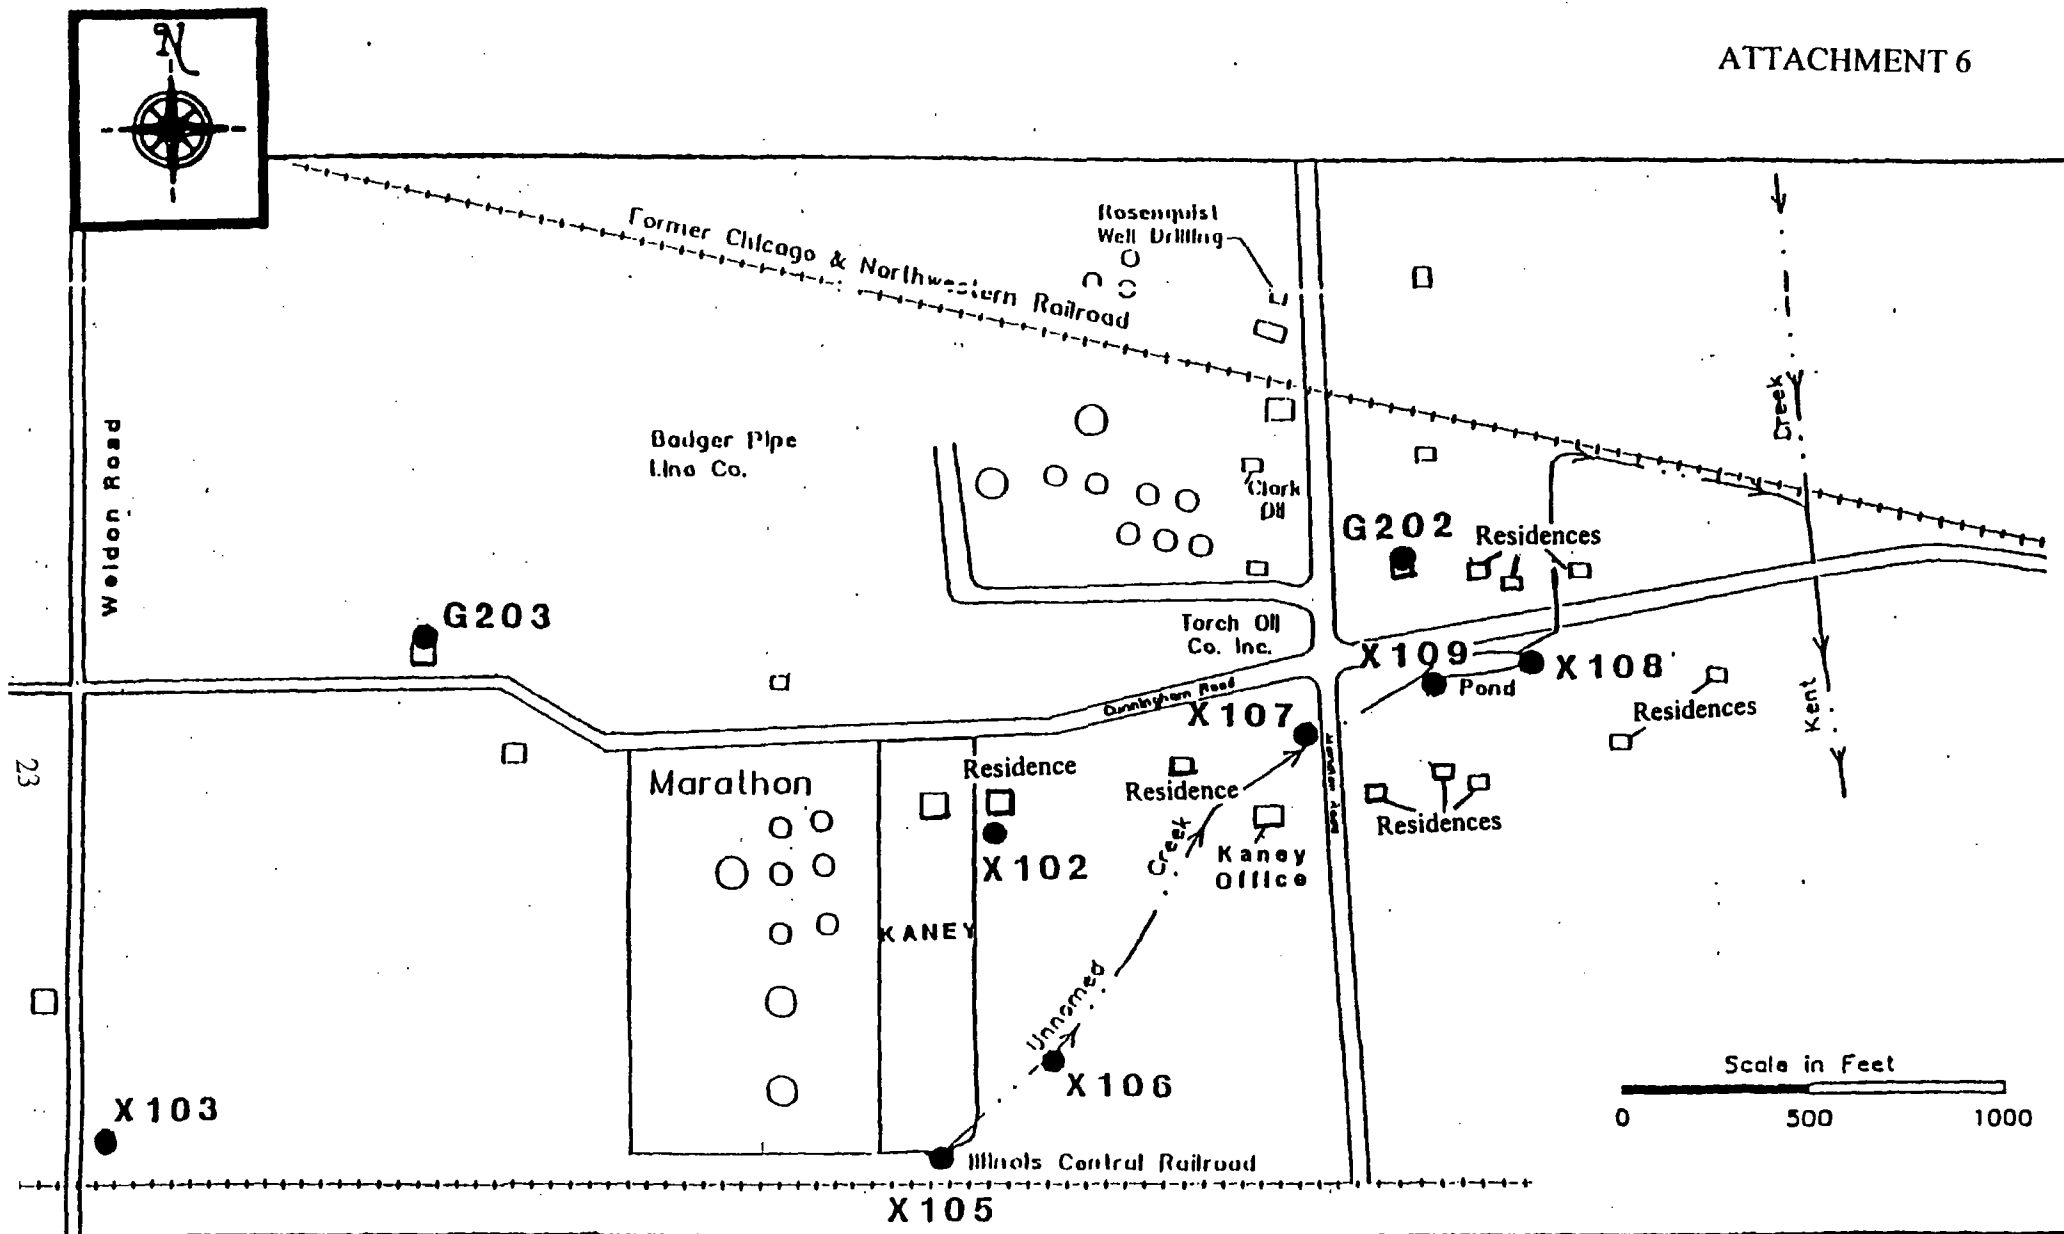 N
ATTACHMENT 6
Rosenquist
Well Drilling
Former Chicago & Northwestern Railroad
Creek
Badger Pipe
Line Co.
Weldon Road
Clark
Oil
G202
Residences
G203
Torch Oil
Co. Inc.
X109
X108
Pond
Cunningham Road
X107
Residences
Kent
23
Marathon
Residence
Residence
Residences
X102
Creek
Kaney
Office
KANEY
Unnamed
X106
Scale in Feet
0 500 1000
X103
Illinois Central Railroad
X105